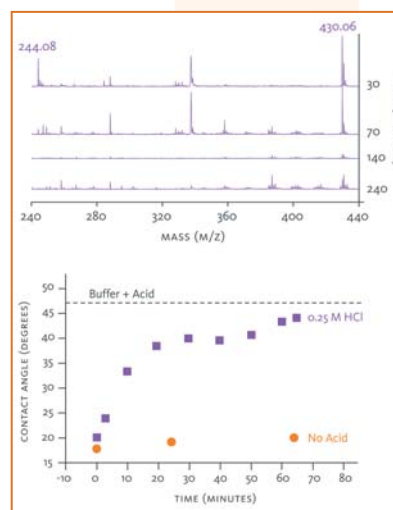 244.08
430.06
30
70
140
240
240 280 320 360 400 440
MASS (M/Z)
CONTACT ANGLE (DEGREES)
50
45
40
35
30
25
20
15
Buffer + Acid
0.25 M HCl
No Acid
-10 0 10 20 30 40 50 60 70 80
TIME (MINUTES)